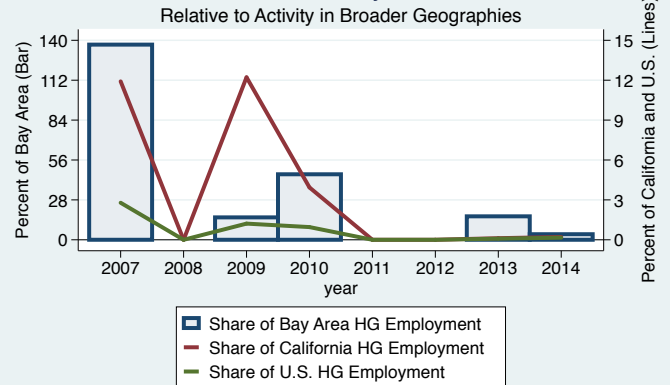 Relative to Activity in Broader Geographies
Percent of Bay Area (Bar)
140
112
84
56
28
0
15
12
9
6
3
0
Percent of California and U.S. (Lines)
2007 2008 2009 2010 2011 2012 2013 2014
year
Share of Bay Area HG Employment
Share of California HG Employment
Share of U.S. HG Employment